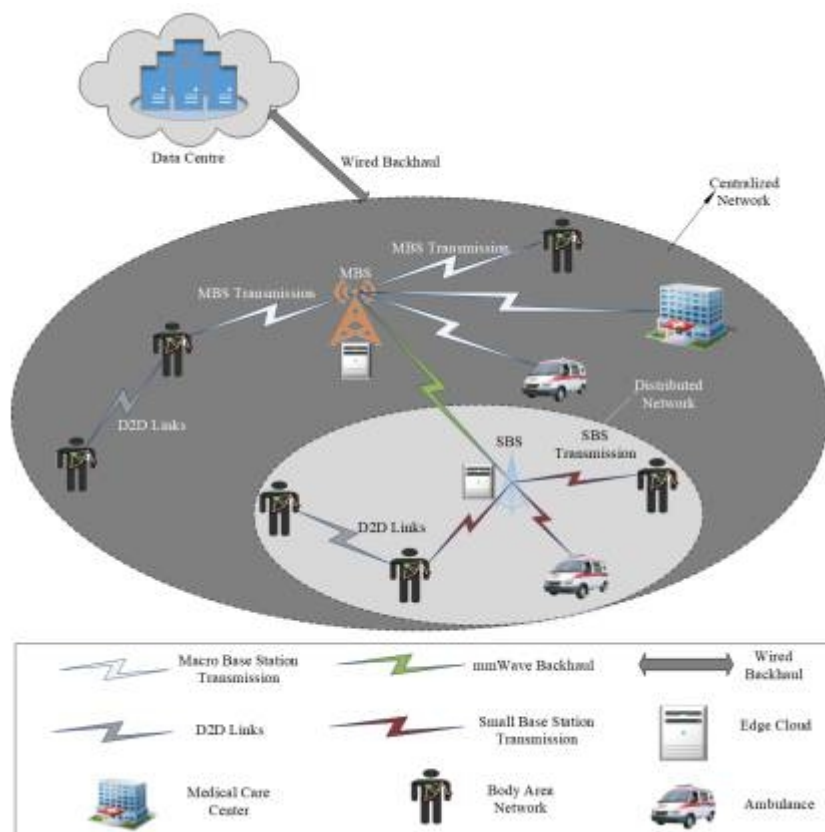 Data Centre
Wired Backhaul
Centralized
Network
MBS Transmission
MBS
MBS Transmission
Distributed
Network
D2D Links
SBS
SBS
Transmission
D2D Links
Macro Base Station
Transmission
mmWave Backhaul
Wired
Backhaul
D2D Links
Small Base Station
Transmission
Edge Cloud
Medical Care
Center
Body Area
Network
Ambulance